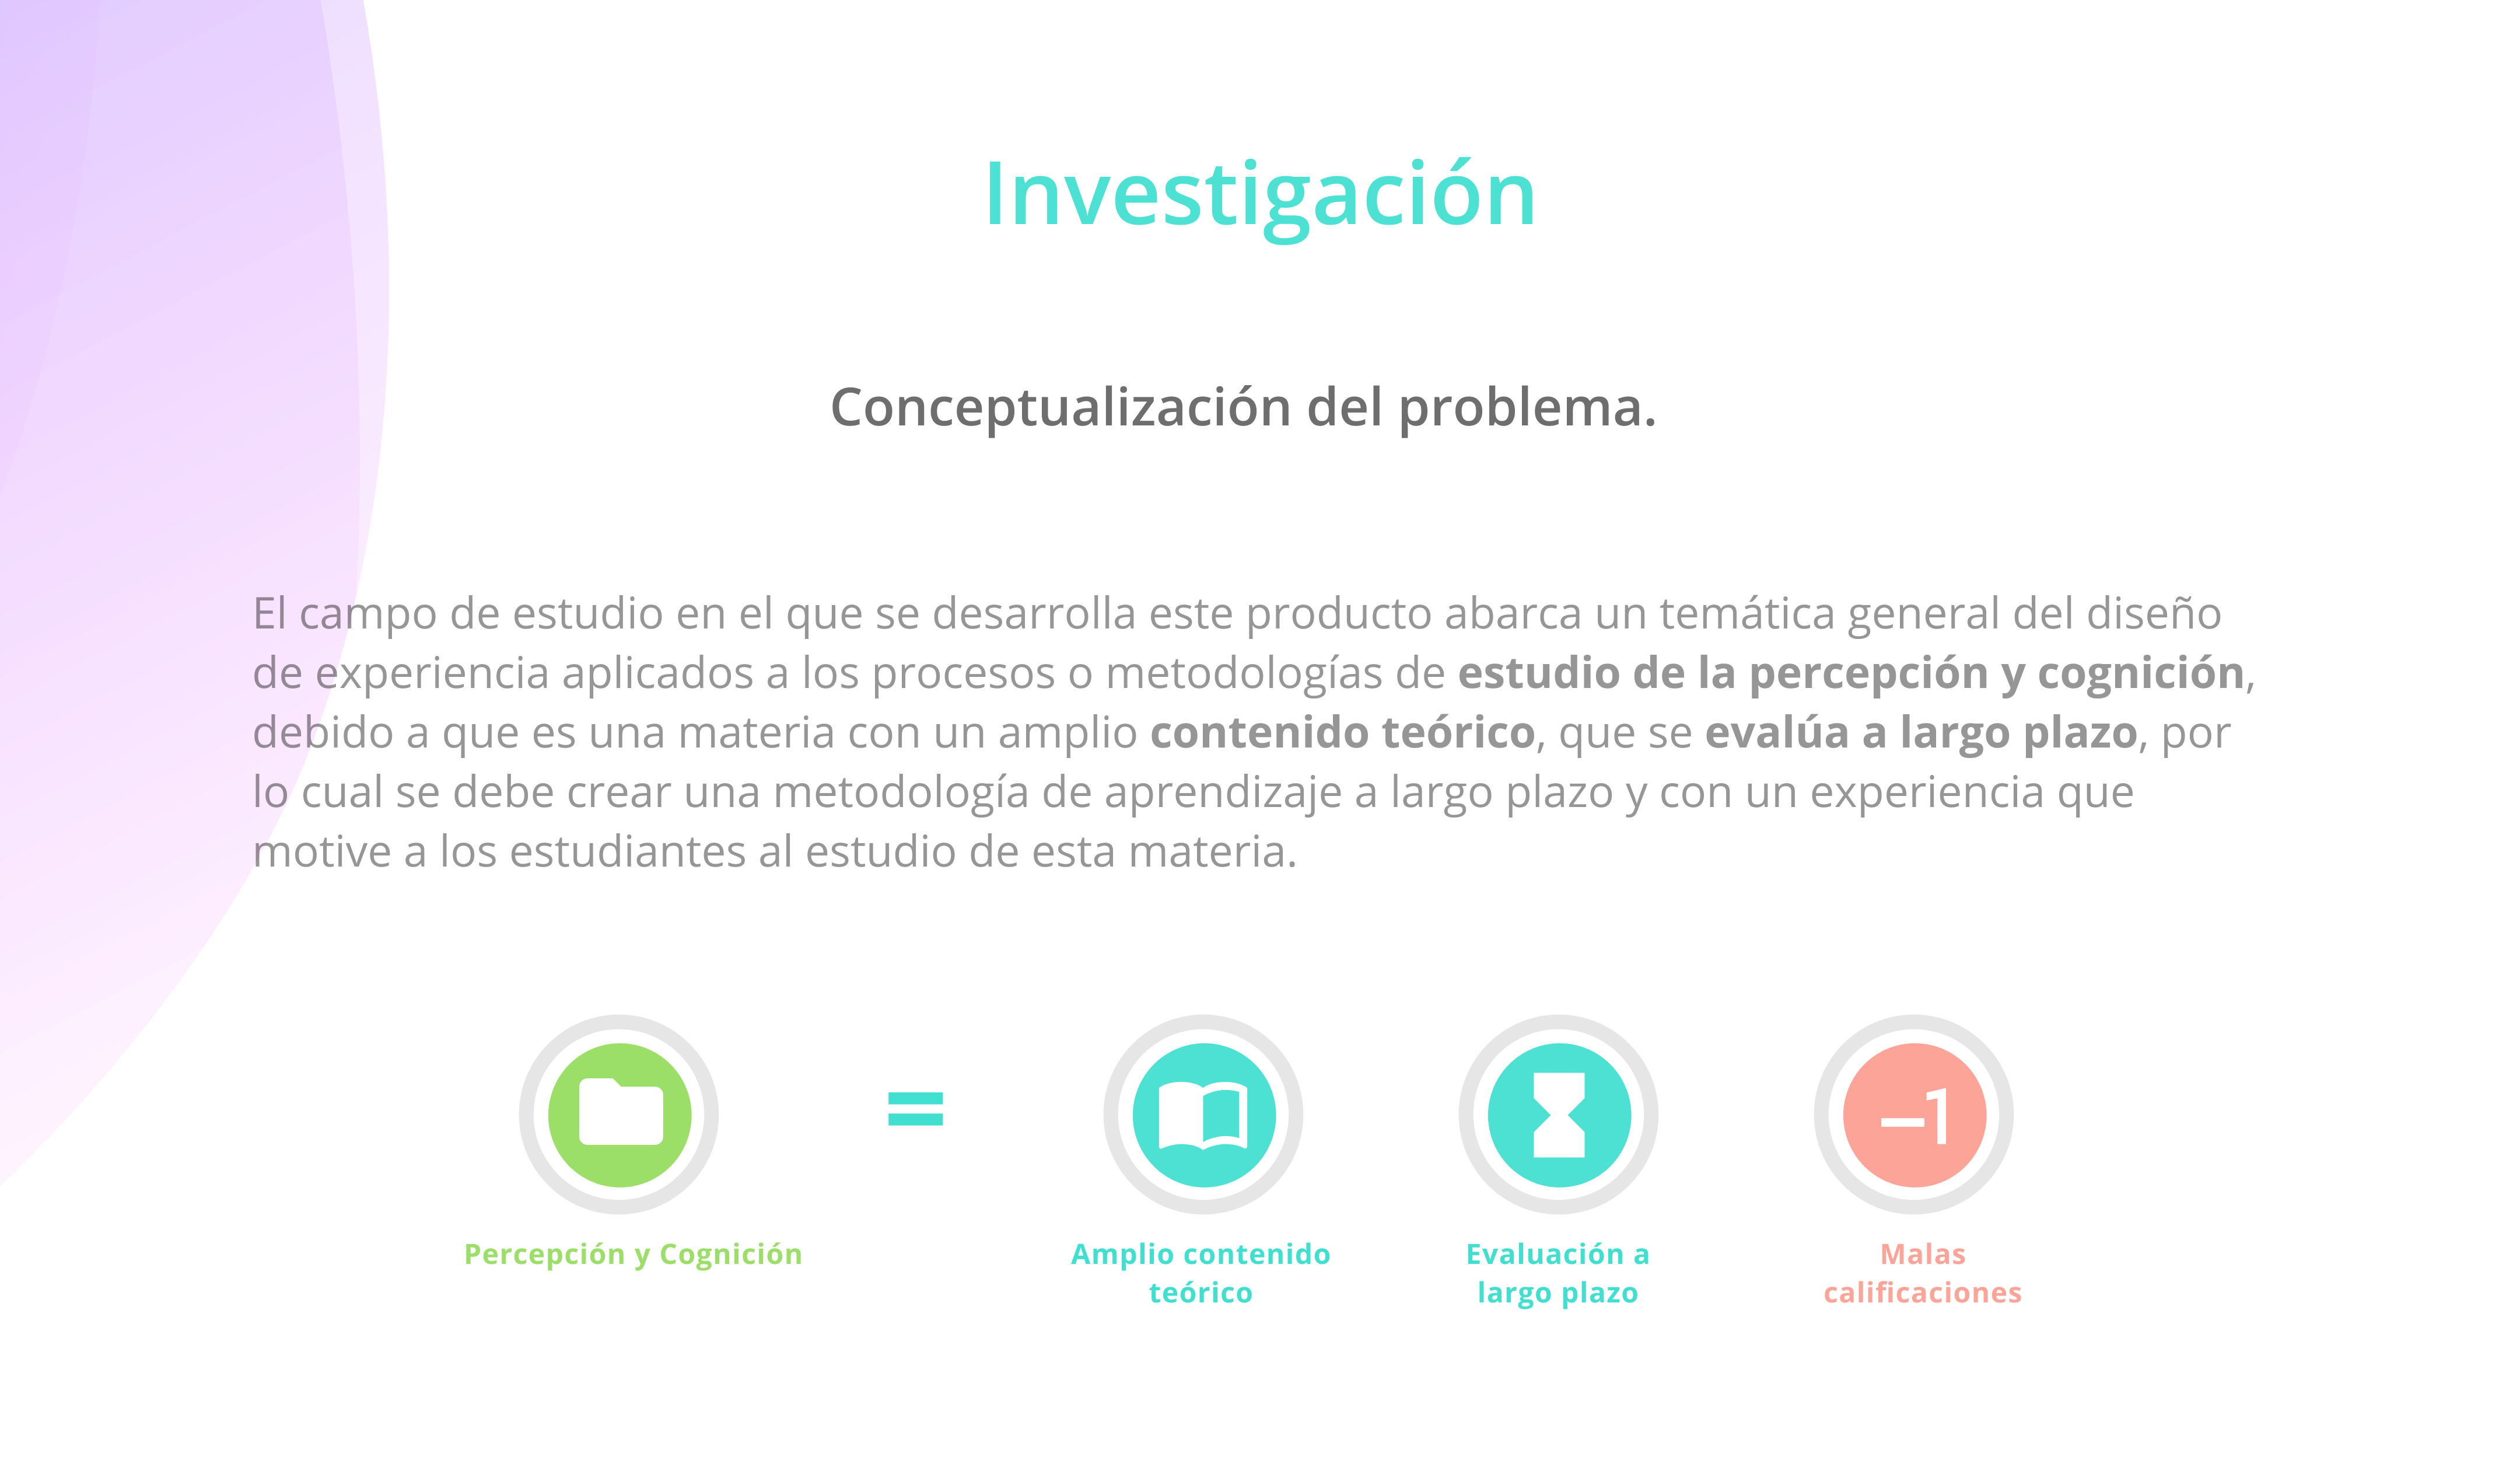 Investigación
Conceptualización del problema.
El campo de estudio en el que se desarrolla este producto abarca un temática general del diseño
de experiencia aplicados a los procesos o metodologías de estudio de la percepción y cognición,
debido a que es una materia con un amplio contenido teórico, que se evalúa a largo plazo, por
lo cual se debe crear una metodología de aprendizaje a largo plazo y con un experiencia que
motive a los estudiantes al estudio de esta materia.
=
–1
Percepción y Cognición
Amplio contenido
teórico
Evaluación a
largo plazo
Malas
calificaciones